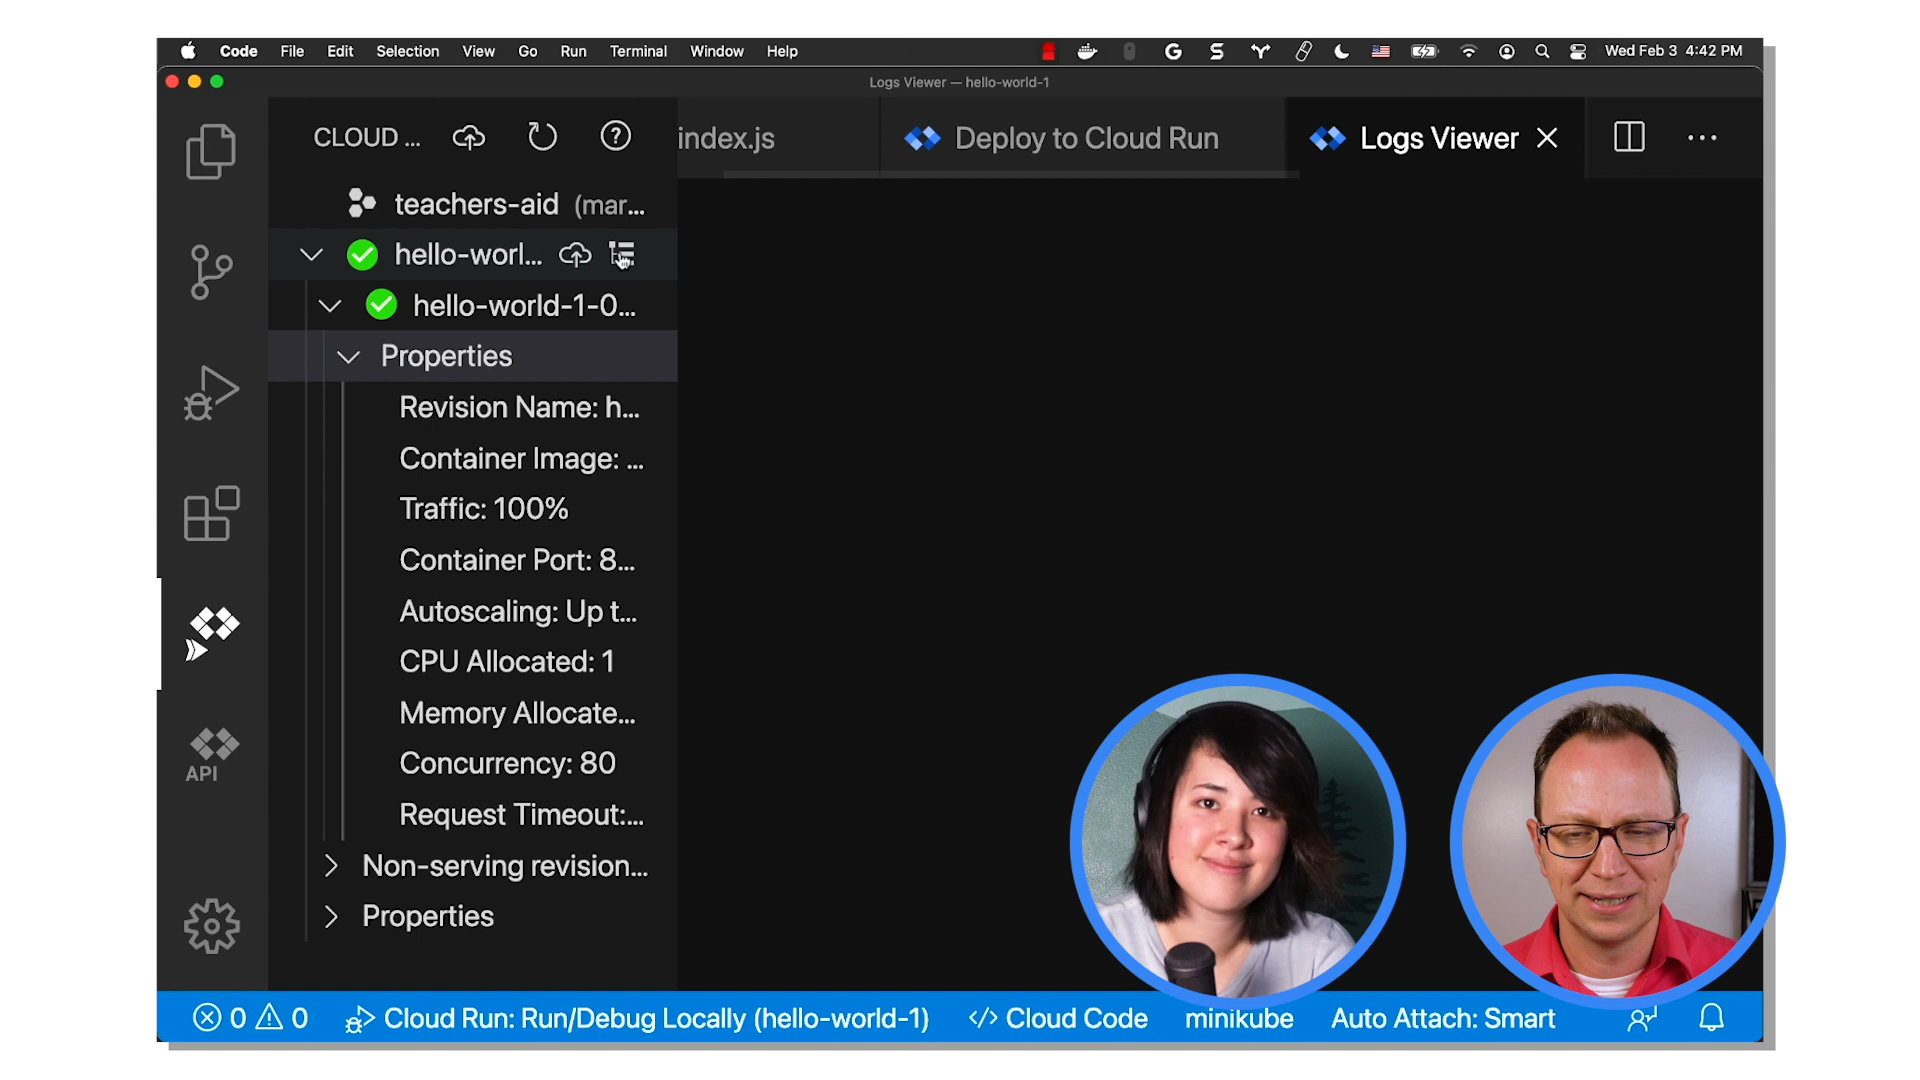 Code File Edit Selection View Go Run Terminal Window Help Wed Feb 3 4:42 PM
Logs Viewer — hello-world-1
CLOUD ...
index.js
Deploy to Cloud Run
Logs Viewer
teachers-aid (mar...
hello-worl...
hello-world-1-0...
Properties
Revision Name: h...
Container Image: ...
Traffic: 100%
Container Port: 8...
Autoscaling: Up t...
CPU Allocated: 1
Memory Allocate...
Concurrency: 80
Request Timeout:...
Non-serving revision...
Properties
API
0 0 Cloud Run: Run/Debug Locally (hello-world-1) </> Cloud Code minikube Auto Attach: Smart